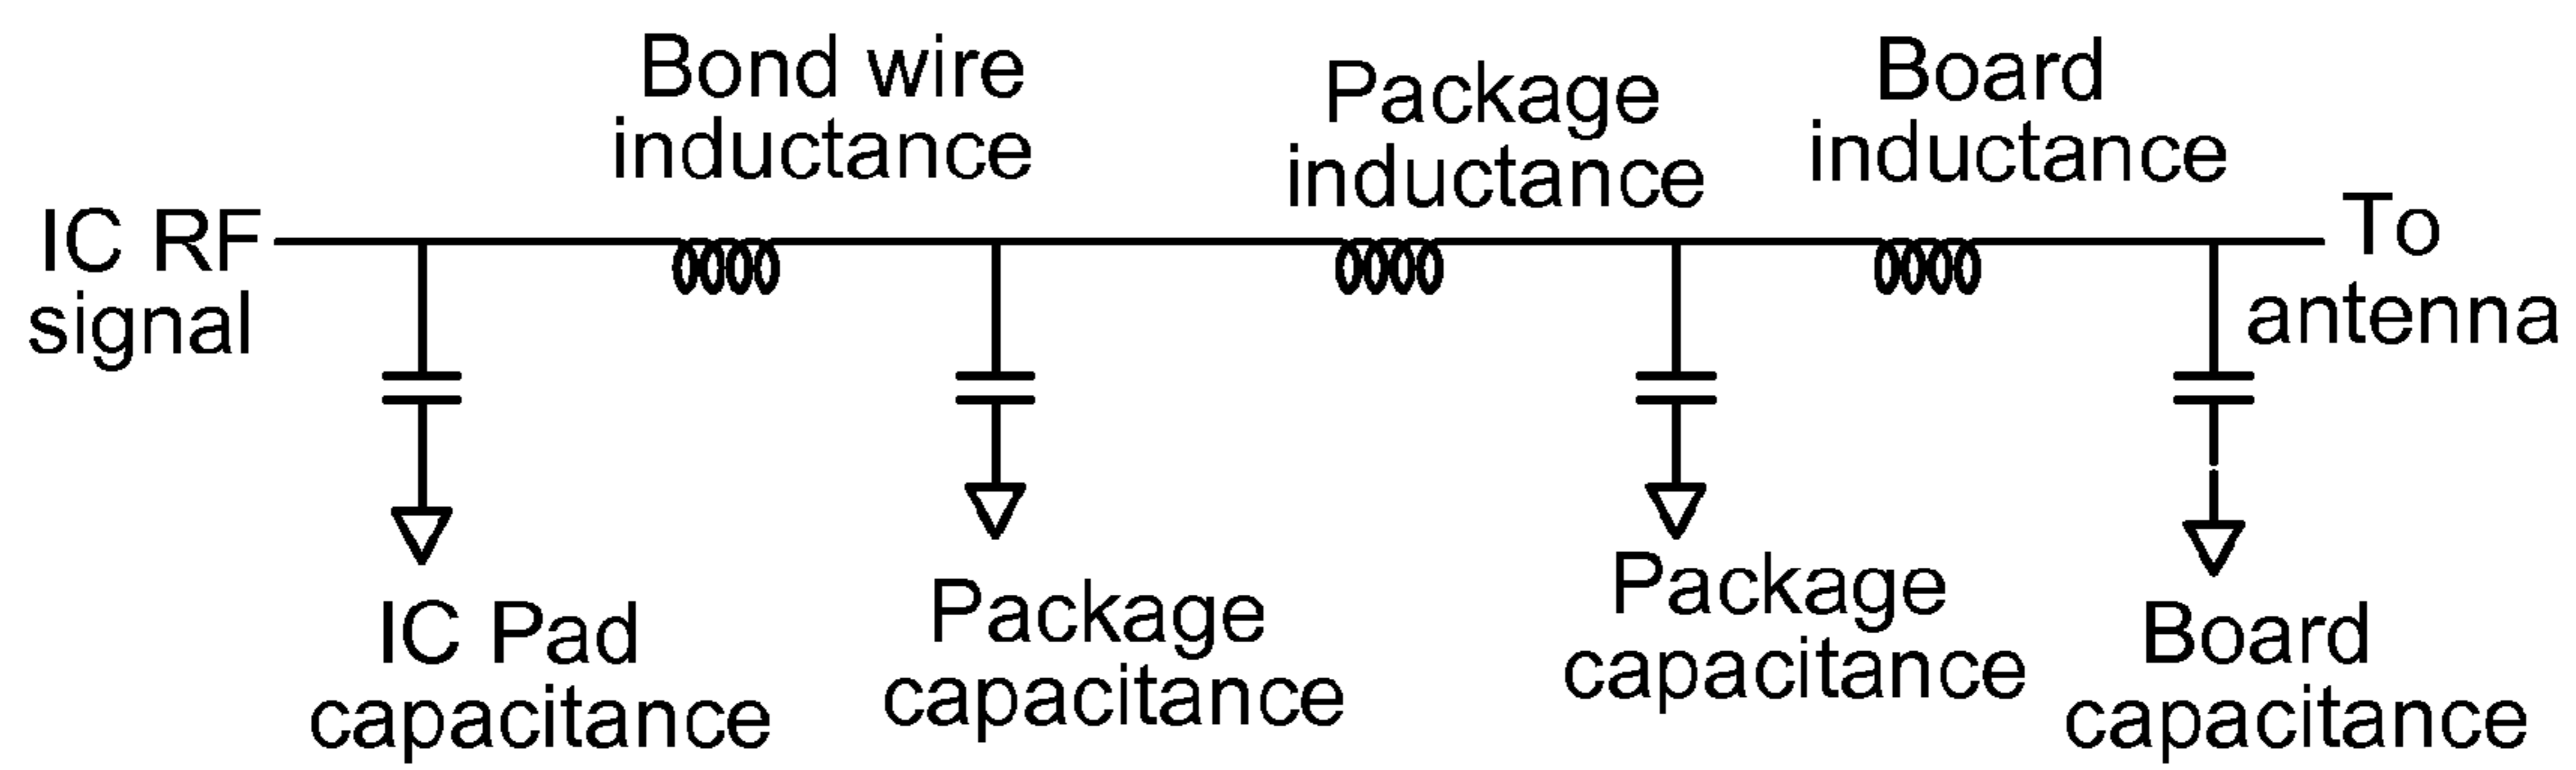 Bond wire
inductance
Package
inductance
Board
inductance
IC RF
signal
To
antenna
IC Pad
capacitance
Package
capacitance
Package
capacitance
Board
capacitance